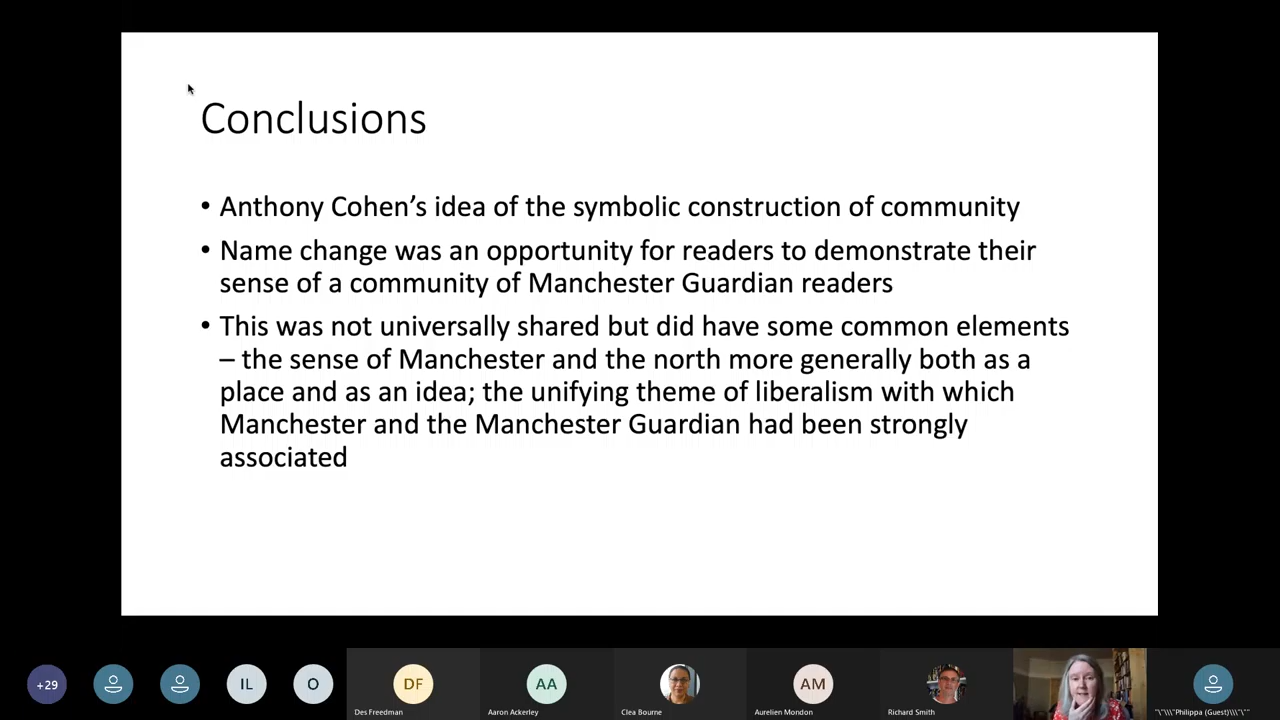 Conclusions
• Anthony Cohen’s idea of the symbolic construction of community
• Name change was an opportunity for readers to demonstrate their
sense of a community of Manchester Guardian readers
• This was not universally shared but did have some common elements
– the sense of Manchester and the north more generally both as a
place and as an idea; the unifying theme of liberalism with which
Manchester and the Manchester Guardian had been strongly
associated
+29
IL
O
DF
AA
AM
Des Freedman
Aaron Ackerley
Clea Bourne
Aurelien Mondon
Richard Smith
"\"\\\"Philippa (Guest)\\\"\""